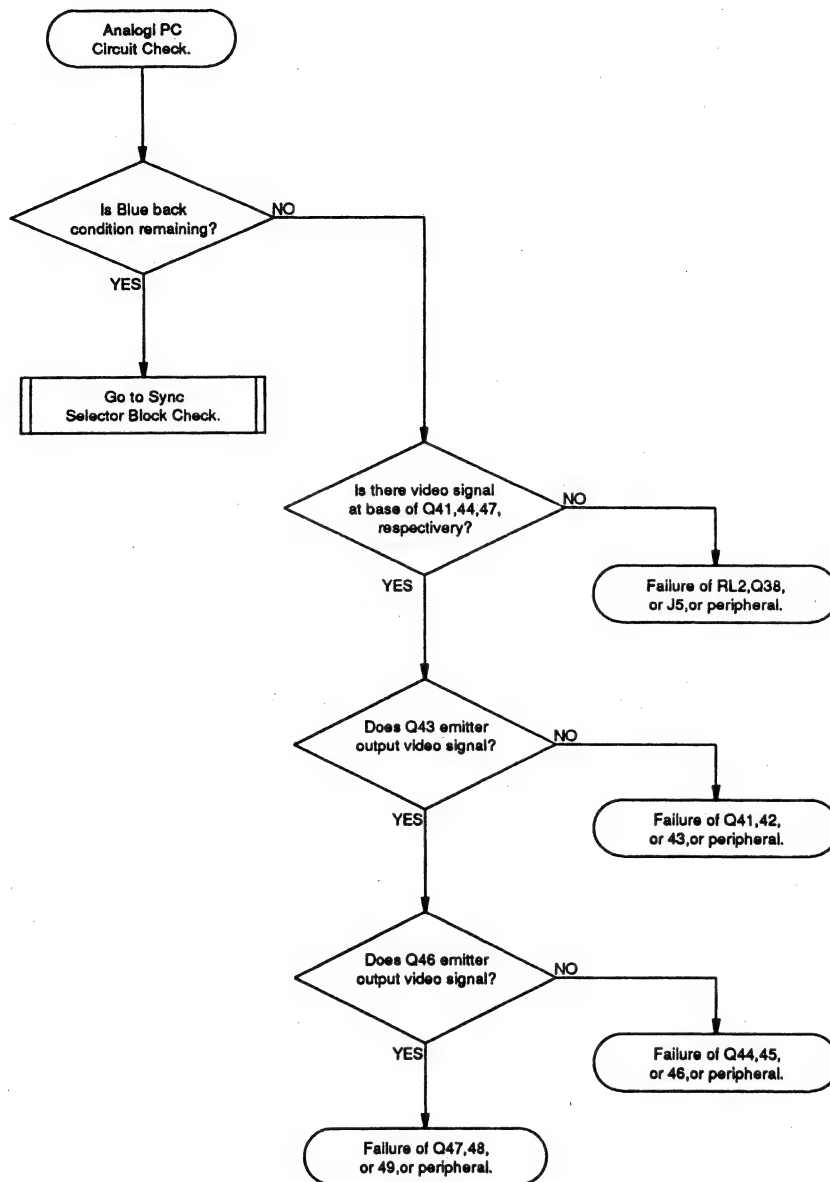 Analogi PC
Circuit Check.
Is Blue back
condition remaining?
NO
YES
Go to Sync
Selector Block Check.
Is there video signal
at base of Q41,44,47,
respectivery?
NO
YES
Failure of RL2,Q38,
or J5,or peripheral.
Does Q43 emitter
output video signal?
NO
YES
Failure of Q41,42,
or 43,or peripheral.
Does Q46 emitter
output video signal?
NO
YES
Failure of Q44,45,
or 46,or peripheral.
Failure of Q47,48,
or 49,or peripheral.